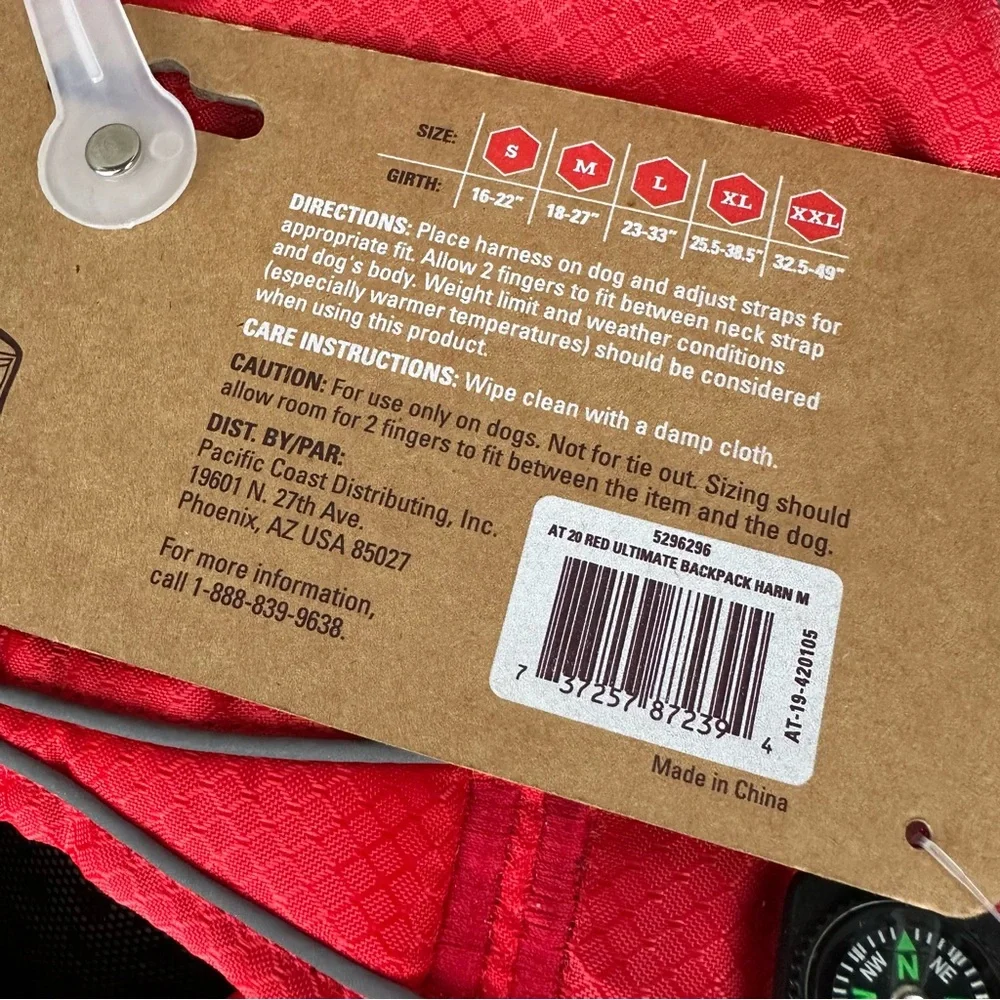 SIZE: S M L XL XXL
GIRTH: 16-22" 18-27" 23-33" 25.5-38.5" 32.5-49"
DIRECTIONS: Place harness on dog and adjust straps for
appropriate fit. Allow 2 fingers to fit between neck strap
and dog's body. Weight limit and weather conditions
(especially warmer temperatures) should be considered
when using this product.
CARE INSTRUCTIONS: Wipe clean with a damp cloth.
CAUTION: For use only on dogs. Not for tie out. Sizing should
allow room for 2 fingers to fit between the item and the dog.
DIST. BY/PAR:
Pacific Coast Distributing, Inc.
19601 N. 27th Ave.
Phoenix, AZ USA 85027
For more information,
call 1-888-839-9638.
5296296
AT 20 RED ULTIMATE BACKPACK HARN M
7 37257 87239 4
AT-19-420105
Made in China
NW N NE